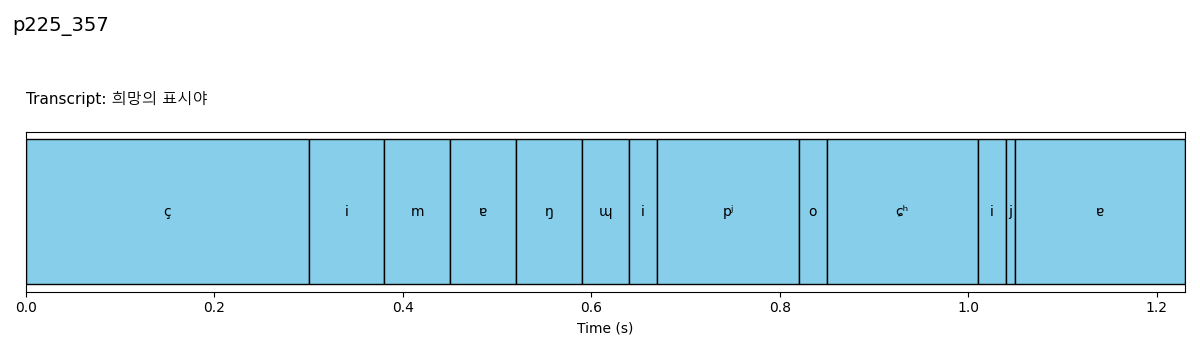 p225_357
Transcript: 희망의 표시야
ç i m ɐ ŋ ɰ i pʲ o ɕʰ i j ɐ
0.0 0.2 0.4 0.6 0.8 1.0 1.2
Time (s)